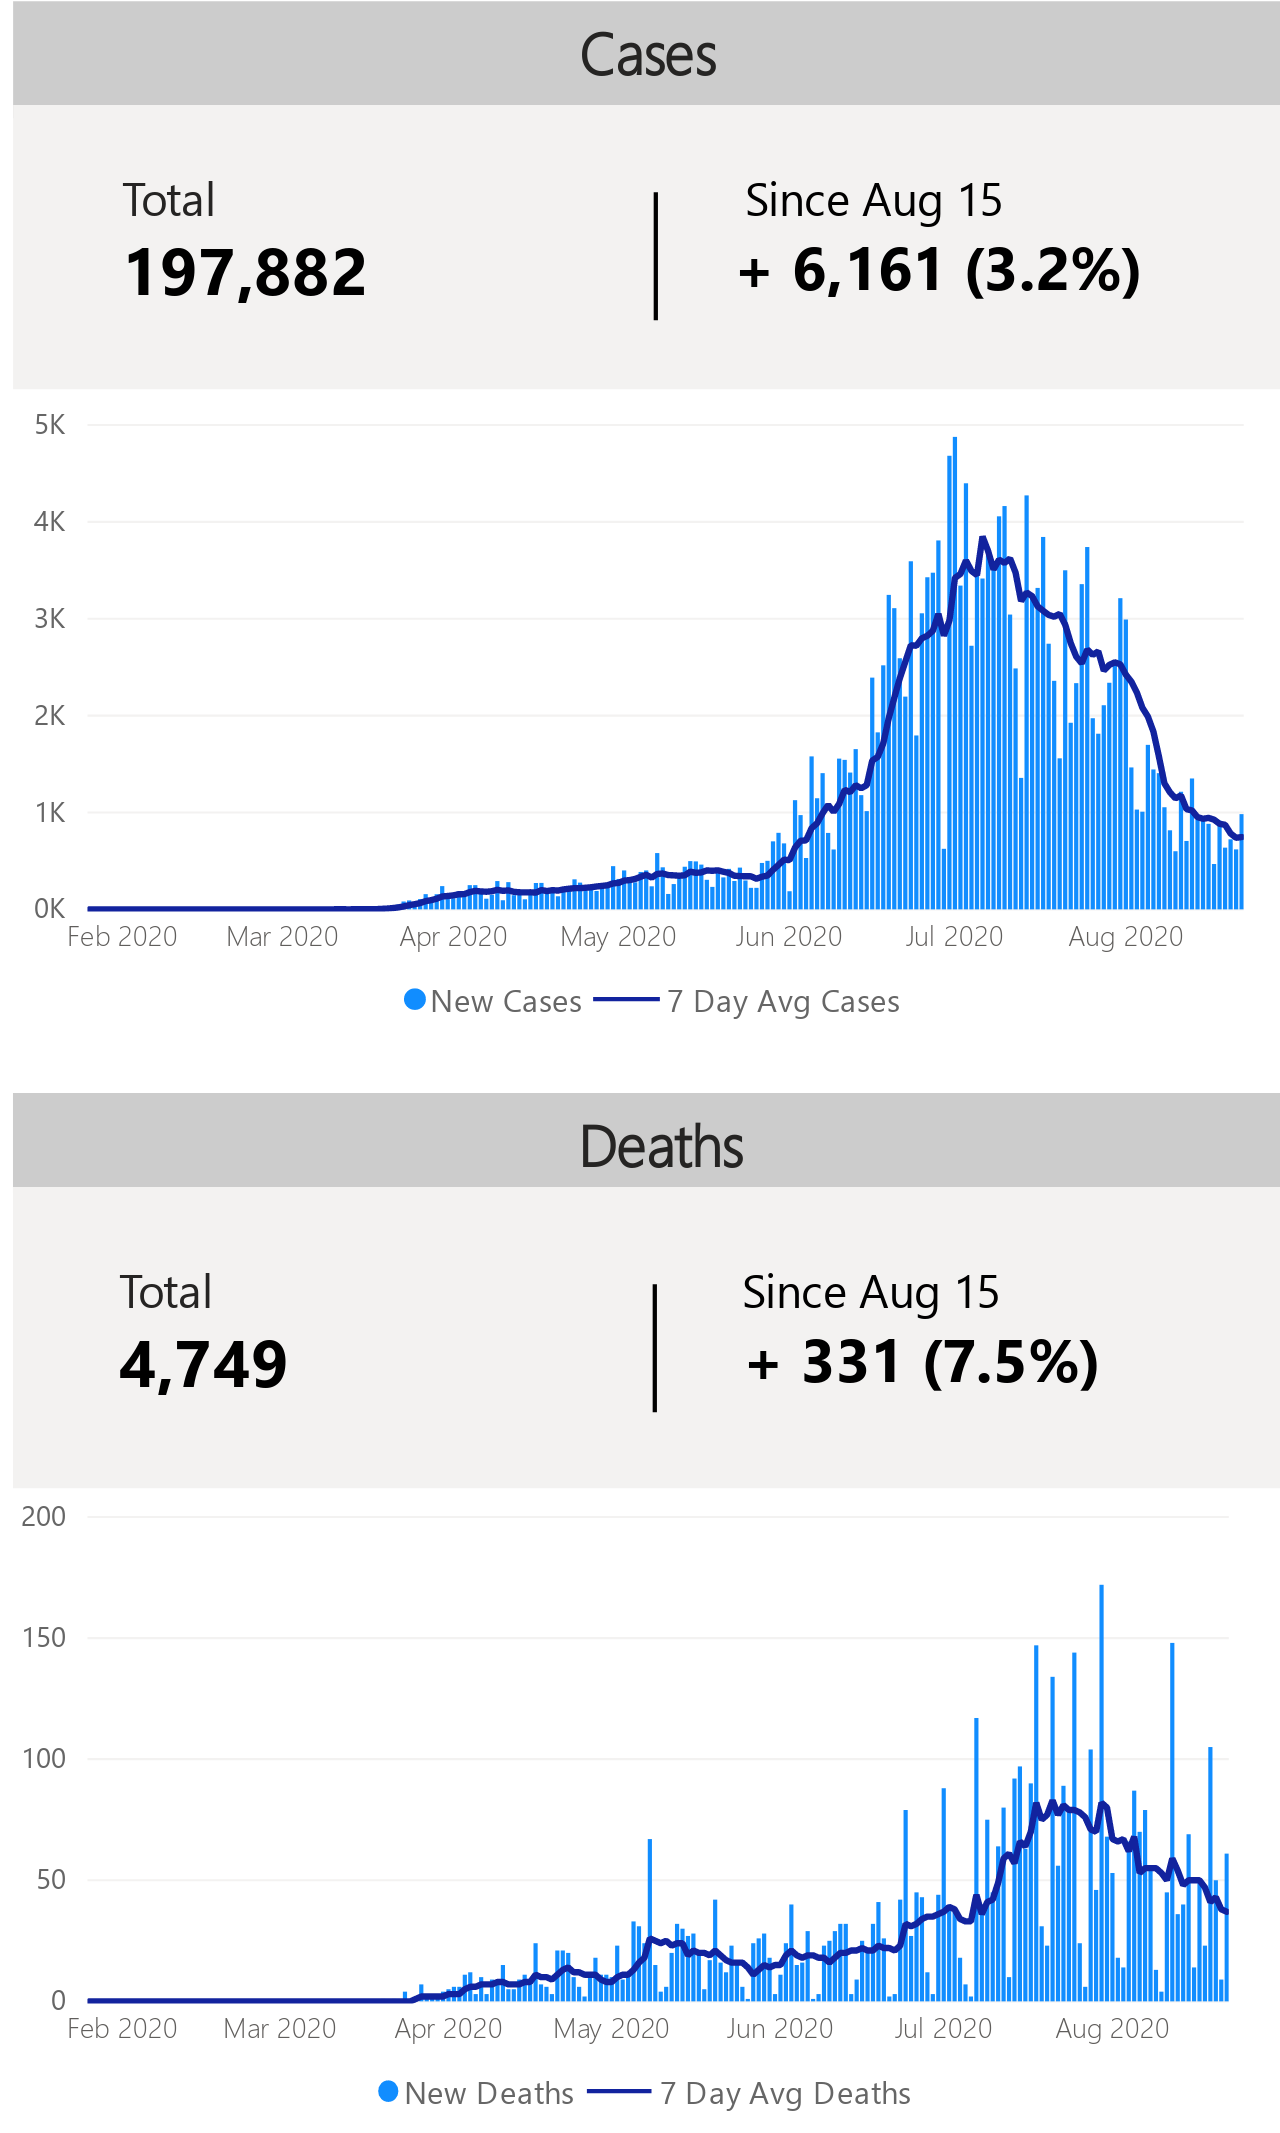 Cases
Total
Since Aug 15
197,882
+ 6,161 (3.2%)
5K
4K
3K
2K
1K
0K
Feb 2020
Mar 2020
Apr 2020
May 2020
Jun 2020
Jul 2020
Aug 2020
New Cases
7 Day Avg Cases
Deaths
Total
Since Aug 15
4,749
+ 331 (7.5%)
200
150
100
50
0
Feb 2020
Mar 2020
Apr 2020
May 2020
Jun 2020
Jul 2020
Aug 2020
New Deaths
7 Day Avg Deaths